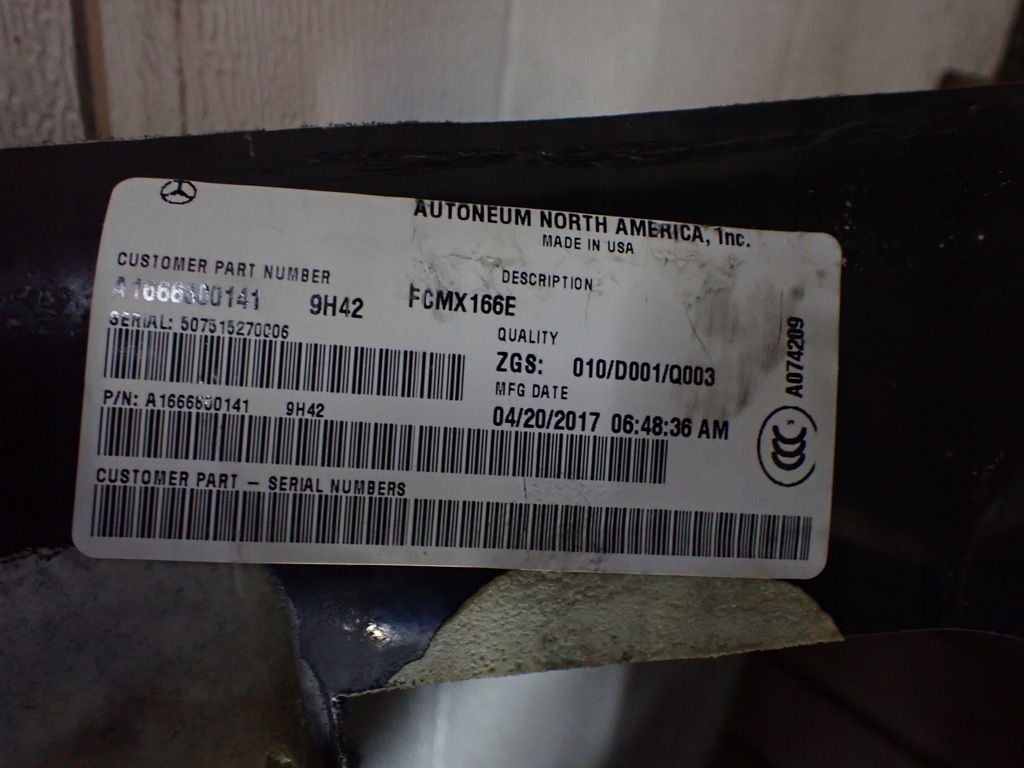 AUTONEUM NORTH AMERICA, Inc.
MADE IN USA
CUSTOMER PART NUMBER
DESCRIPTION
9H42
FCMX166E
SERIAL: 507515270006
QUALITY
ZGS: 010/D001/Q003
MFG DATE
04/20/2017 06:48:36 AM
P/N: A1666800141 9H42
CUSTOMER PART - SERIAL NUMBERS
A074209
CCC
S